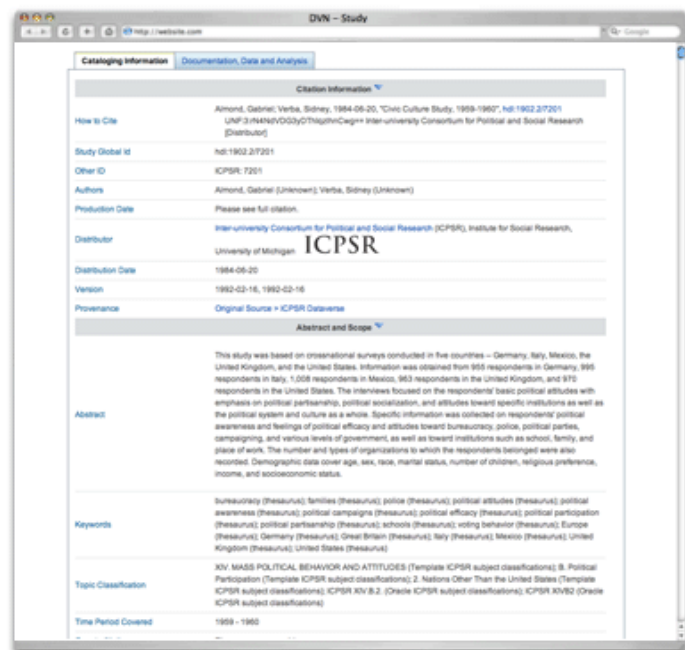 DVN – Study
http://website.com
Google
Cataloging Information
Documentation, Data and Analysis
Citation Information
How to Cite
Almond, Gabriel; Verba, Sidney, 1984-06-20, "Civic Culture Study, 1959-1960", hdl:1902.2/7201
Inter-university Consortium for Political and Social Research
[Distributor]
Study Global Id
hdl:1902.2/7201
Other ID
ICPSR: 7201
Authors
Almond, Gabriel (Unknown); Verba, Sidney (Unknown)
Production Date
Please see full citation.
Distributor
Inter-university Consortium for Political and Social Research (ICPSR), Institute for Social Research,
University of Michigan ICPSR
Distribution Date
1984-06-20
Version
1992-02-16, 1992-02-16
Provenance
Original Source > ICPSR Dataverse
Abstract and Scope
Abstract
This study was based on crossnational surveys conducted in five countries -- Germany, Italy, Mexico, the
United Kingdom, and the United States. Information was obtained from 955 respondents in Germany, 995
respondents in Italy, 1,008 respondents in Mexico, 963 respondents in the United Kingdom, and 970
respondents in the United States. The interviews focused on the respondents' basic political attitudes with
emphasis on political partisanship, political socialization, and attitudes toward specific institutions as well as
the political system and culture as a whole. Specific information was collected on respondents' political
awareness and feelings of political efficacy and attitudes toward bureaucracy, police, political parties,
campaigning, and various levels of government, as well as toward institutions such as school, family, and
place of work. The number and types of organizations to which the respondents belonged were also
recorded. Demographic data cover age, sex, race, marital status, number of children, religious preference,
income, and socioeconomic status.
Keywords
bureaucracy (thesaurus); families (thesaurus); police (thesaurus); political attitudes (thesaurus); political
awareness (thesaurus); political campaigns (thesaurus); political efficacy (thesaurus); political participation
(thesaurus); political partisanship (thesaurus); schools (thesaurus); voting behavior (thesaurus); Europe
(thesaurus); Germany (thesaurus); Great Britain (thesaurus); Italy (thesaurus); Mexico (thesaurus); United
Kingdom (thesaurus); United States (thesaurus)
Topic Classification
XIV. MASS POLITICAL BEHAVIOR AND ATTITUDES (Template ICPSR subject classifications); B. Political
Participation (Template ICPSR subject classifications); 2. Nations Other Than the United States (Template
ICPSR subject classifications); ICPSR XIV.B.2. (Oracle ICPSR subject classifications); ICPSR XIVB2 (Oracle
ICPSR subject classifications)
Time Period Covered
1959 - 1960